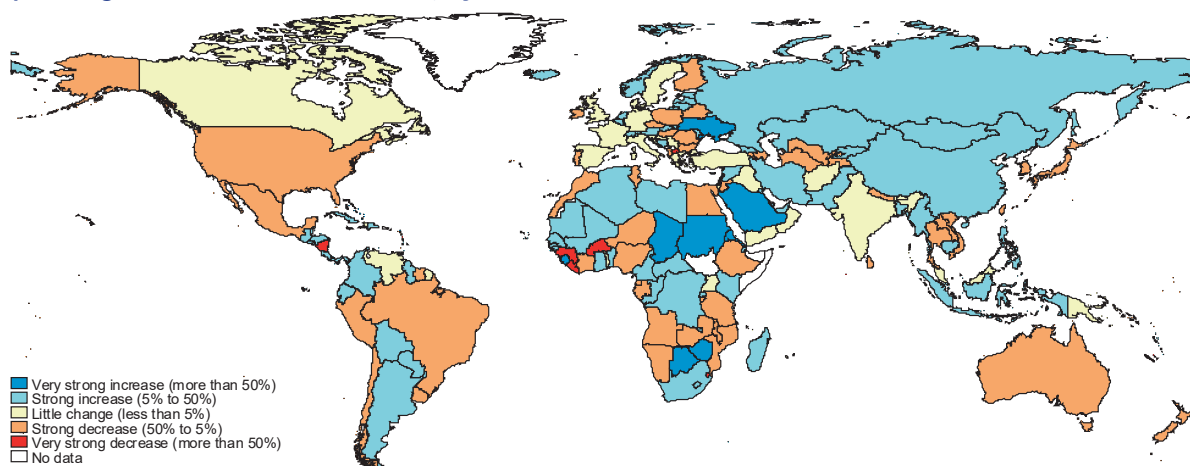 Very strong increase (more than 50%)
Strong increase (5% to 50%)
Little change (less than 5%)
Strong decrease (50% to 5%)
Very strong decrease (more than 50%)
No data